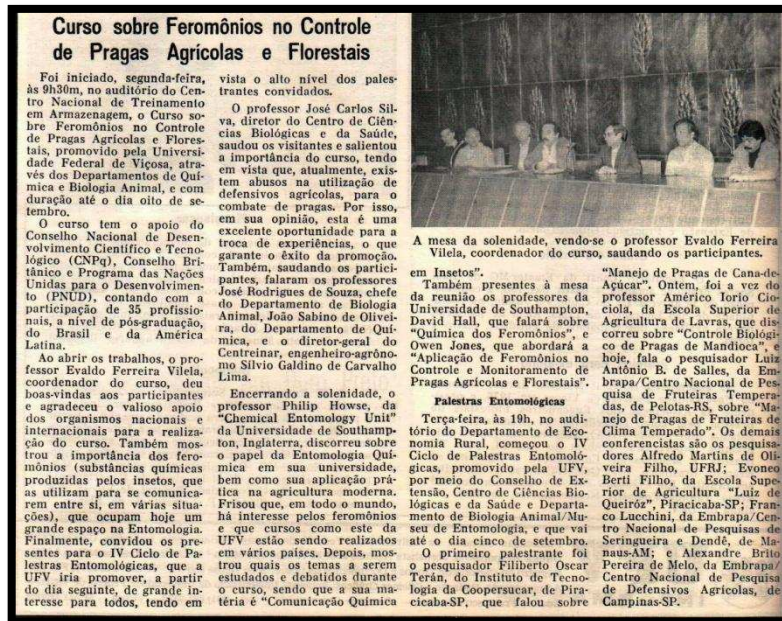 Curso sobre Feromônios no Controle
de Pragas Agrícolas e Florestais
Foi iniciado, segunda-feira,
às 9h30m, no auditório do Cen-
tro Nacional de Treinamento
em Armazenagem, o Curso so-
bre Feromônios no Controle
de Pragas Agrícolas e Flores-
tais, promovido pela Universi-
dade Federal de Viçosa, atra-
vés dos Departamentos de Quí-
mica e Biologia Animal, e com
duração até o dia oito de se-
tembro.
O curso tem o apoio do
Conselho Nacional de Desen-
volvimento Científico e Tecno-
lógico (CNPq), Conselho Bri-
tânico e Programa das Nações
Unidas para o Desenvolvimen-
to (PNUD), contando com a
participação de 35 profissio-
nais, a nível de pós-graduação,
do Brasil e da América
Latina.
Ao abrir os trabalhos, o pro-
fessor Evaldo Ferreira Vilela,
coordenador do curso, deu
boas-vindas aos participantes
e agradeceu o valioso apoio
dos organismos nacionais e
internacionais para a realiza-
ção do curso. Também mos-
trou a importância dos fero-
mônios (substâncias químicas
produzidas pelos insetos, que
as utilizam para se comunica-
rem entre si, em várias situa-
ções), que ocupam hoje um
grande espaço na Entomologia.
Finalmente, convidou os pre-
sentes para o IV Ciclo de Pa-
lestras Entomológicas, que a
UFV iria promover, a partir
do dia seguinte, de grande in-
teresse para todos, tendo em
vista o alto nível dos pales-
trantes convidados.
O professor José Carlos Sil-
va, diretor do Centro de Ciên-
cias Biológicas e da Saúde,
saudou os visitantes e salientou
a importância do curso, tendo
em vista que, atualmente, exis-
tem abusos na utilização de
defensivos agrícolas, para o
combate de pragas. Por isso,
em sua opinião, esta é uma
excelente oportunidade para a
troca de experiências, o que
garante o êxito da promoção.
Também, saudando os partici-
pantes, falaram os professores
José Rodrigues de Souza, chefe
do Departamento de Biologia
Animal, João Sabino de Olivei-
ra, do Departamento de Quí-
mica, e o diretor-geral do
Centreinar, engenheiro-agrôno-
mo Sílvio Galdino de Carvalho
Lima.
Encerrando a solenidade, o
professor Philip Howse, da
"Chemical Entomology Unit"
da Universidade de Southamp-
ton, Inglaterra, discorreu sobre
o papel da Entomologia Quí-
mica em sua universidade,
bem como sua aplicação prá-
tica na agricultura moderna.
Frisou que, em todo o mundo,
há interesse pelos feromônios
e que cursos como este da
UFV estão sendo realizados
em vários países. Depois, mos-
trou quais os temas a serem
estudados e debatidos durante
o curso, sendo que a sua ma-
téria é "Comunicação Química
A mesa da solenidade, vendo-se o professor Evaldo Ferreira
Vilela, coordenador do curso, saudando os participantes.
em Insetos".
Também presentes à mesa
da reunião os professores da
Universidade de Southampton,
David Hall, que falará sobre
"Química dos Feromônios", e
Owen Jones, que abordará a
"Aplicação de Feromônios no
Controle e Monitoramento de
Pragas Agrícolas e Florestais".
Palestras Entomológicas
Terça-feira, às 19h, no audi-
tório do Departamento de Eco-
nomia Rural, começou o IV
Ciclo de Palestras Entomoló-
gicas, promovido pela UFV,
por meio do Conselho de Ex-
tensão, Centro de Ciências Bio-
lógicas e da Saúde e Departa-
mento de Biologia Animal/Mu-
seu de Entomologia, e que vai
até o dia cinco de setembro.
O primeiro palestrante foi
o pesquisador Filiberto Oscar
Terán, do Instituto de Tecno-
logia da Coopersucar, de Pira-
cicaba-SP, que falou sobre
"Manejo de Pragas de Cana-de-
Açúcar". Ontem, foi a vez do
professor Américo Iorio Cio-
ciola, da Escola Superior de
Agricultura de Lavras, que dis-
correu sobre "Controle Biológi-
co de Pragas de Mandioca", e
hoje, fala o pesquisador Luiz
Antônio B. de Salles, da Em-
brapa/Centro Nacional de Pes-
quisa de Fruteiras Tempera-
das, de Pelotas-RS, sobre "Ma-
nejo de Pragas de Fruteiras de
Clima Temperado". Os demais
conferencistas são os pesquisa-
dores Alfredo Martins de Oli-
veira Filho, UFRJ; Evoneo
Berti Filho, da Escola Supe-
rior de Agricultura "Luiz de
Queiróz", Piracicaba-SP; Fran-
co Lucchini, da Embrapa/Cen-
tro Nacional de Pesquisas de
Seringueira e Dendê, de Ma-
naus-AM; e Alexandre Brito
Pereira de Melo, da Embrapa/
Centro Nacional de Pesquisa
de Defensivos Agrícolas, de
Campinas-SP.